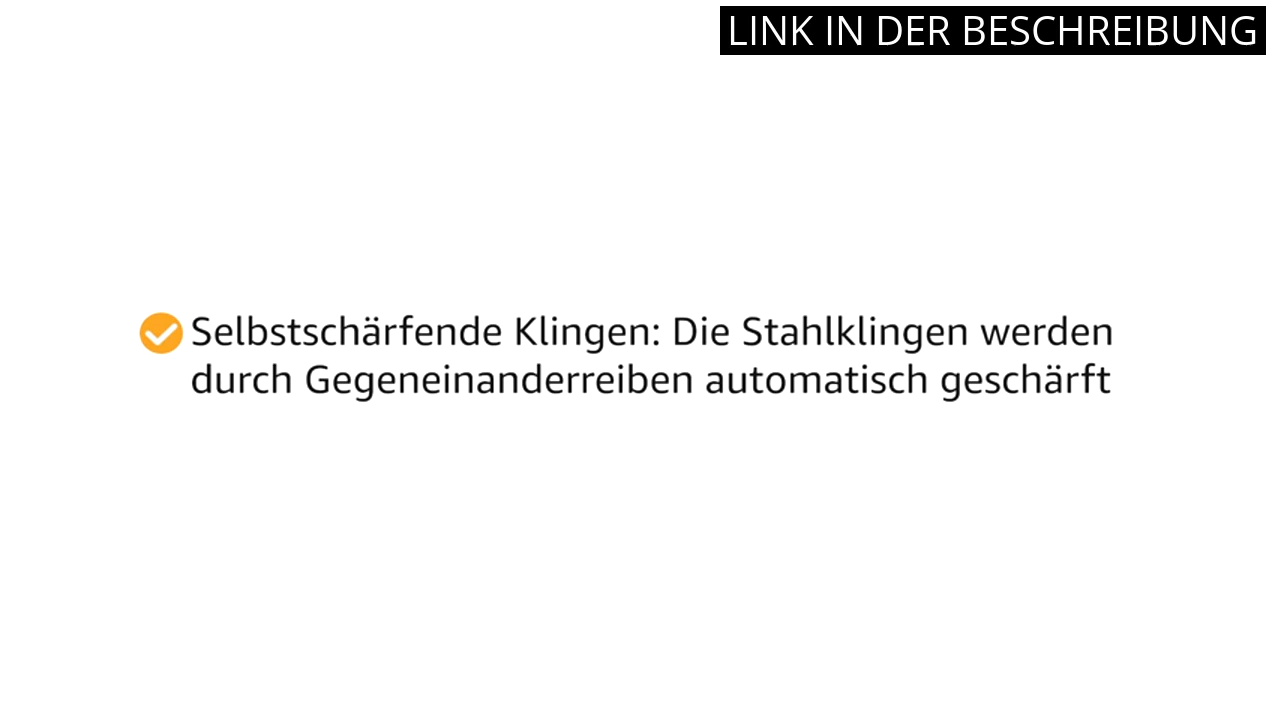 LINK IN DER BESCHREIBUNG
Selbstschärfende Klingen: Die Stahlklingen werden
durch Gegeneinanderreiben automatisch geschärft